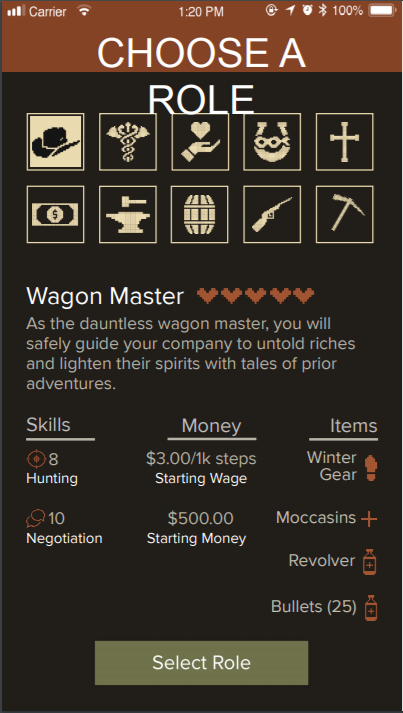 Carrier 1:20 PM 100%
CHOOSE A
ROLE
$
Wagon Master
As the dauntless wagon master, you will
safely guide your company to untold riches
and lighten their spirits with tales of prior
adventures.
Skills Money Items
8 $3.00/1k steps Winter
Hunting Starting Wage Gear
10 $500.00 Moccasins
Negotiation Starting Money
Revolver
Bullets (25)
Select Role